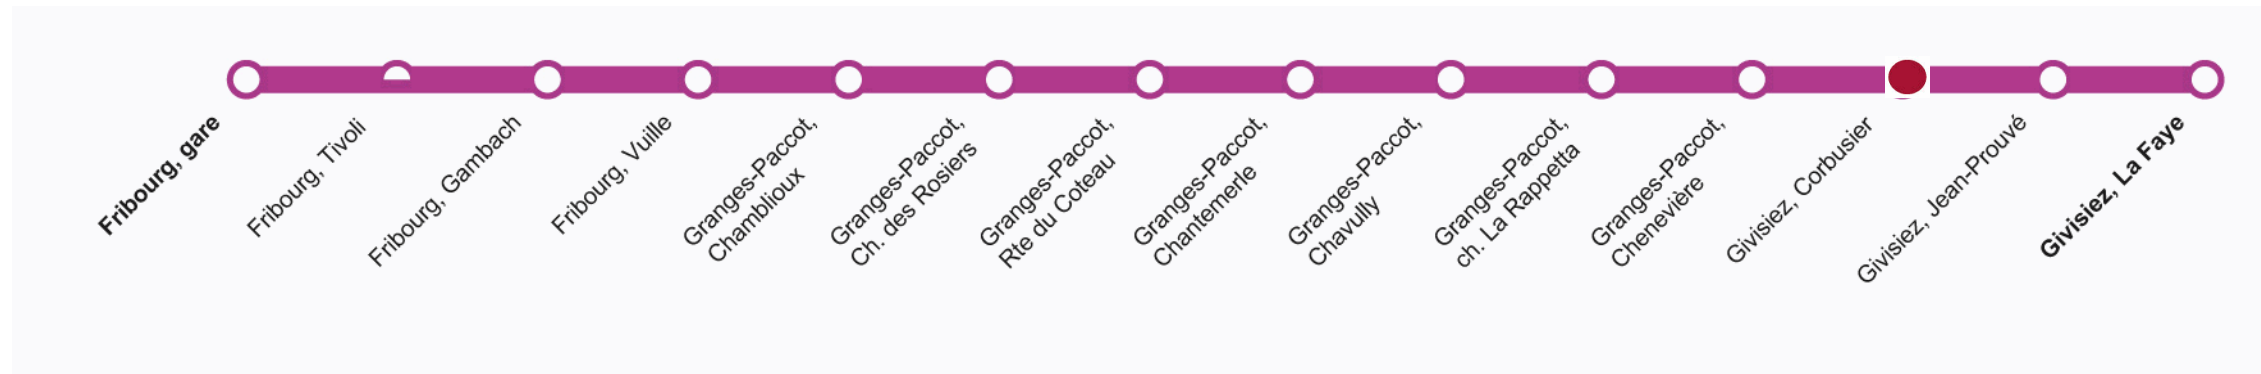 Fribourg, gare
Fribourg, Tivoli
Fribourg, Gambach
Fribourg, Vuille
Granges-Paccot,
Chamblioux
Granges-Paccot,
Ch. des Rosiers
Granges-Paccot,
Rte du Coteau
Granges-Paccot,
Chantemerle
Granges-Paccot,
Chavully
Granges-Paccot,
ch. La Rappetta
Granges-Paccot,
Chenevière
Givisiez, Corbusier
Givisiez, Jean-Prouvé
Givisiez, La Faye